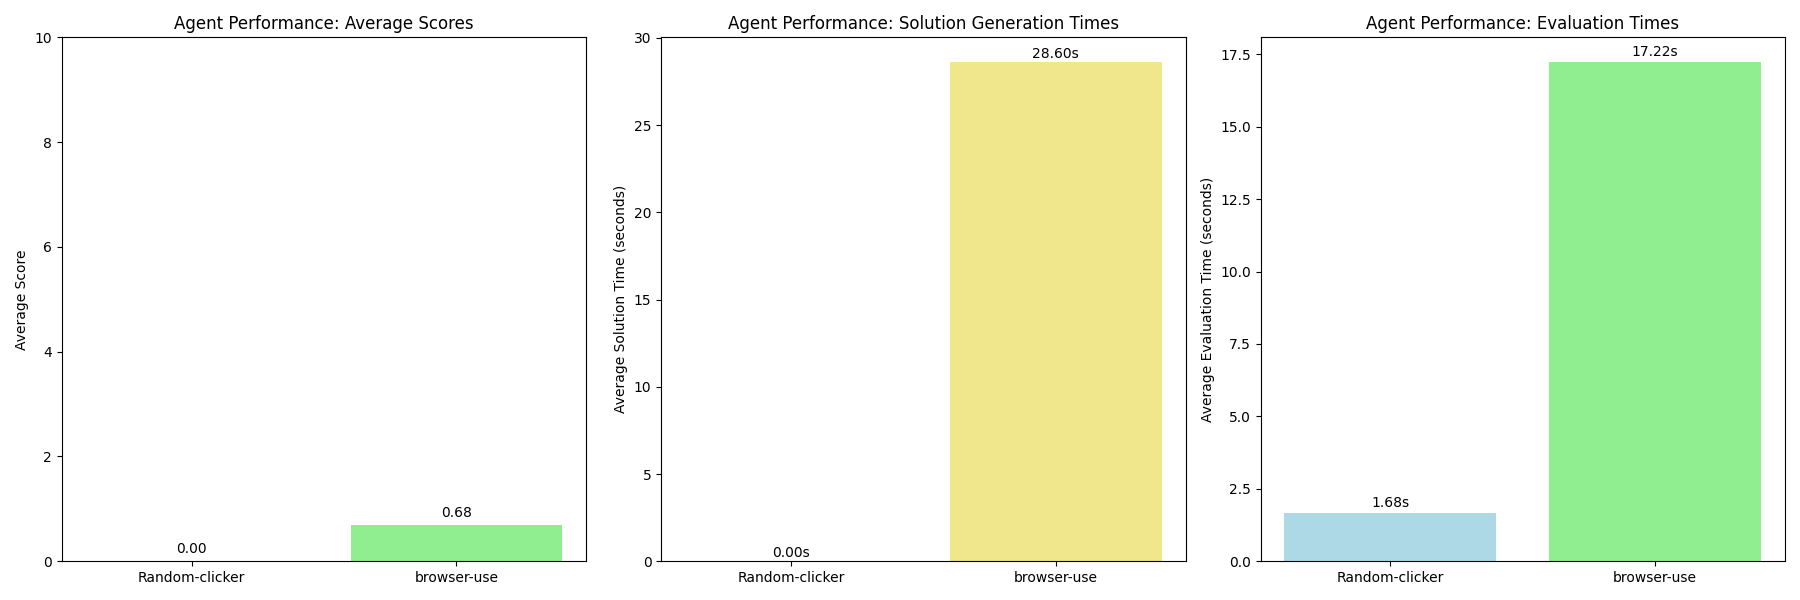 Agent Performance: Average Scores
Average Score
10
8
6
4
2
0
0.00
0.68
Random-clicker
browser-use
Agent Performance: Solution Generation Times
Average Solution Time (seconds)
30
25
20
15
10
5
0
0.00s
28.60s
Random-clicker
browser-use
Agent Performance: Evaluation Times
Average Evaluation Time (seconds)
17.5
15.0
12.5
10.0
7.5
5.0
2.5
0.0
1.68s
17.22s
Random-clicker
browser-use